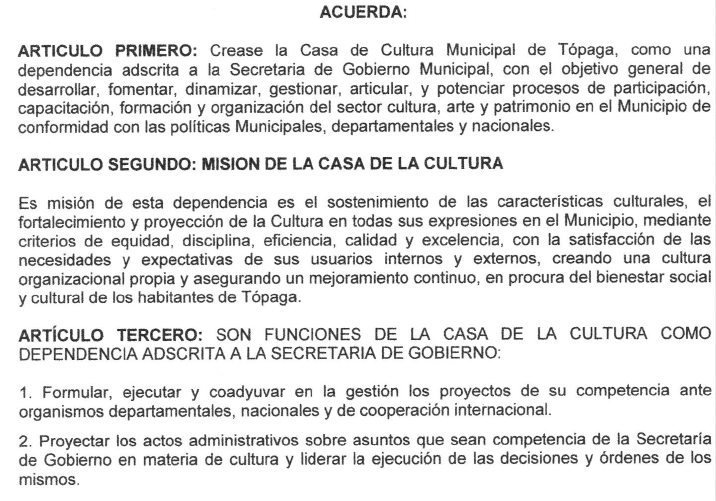 ACUERDA:
ARTICULO PRIMERO: Crease la Casa de Cultura Municipal de Tópaga, como una
dependencia adscrita a la Secretaria de Gobierno Municipal, con el objetivo general de
desarrollar, fomentar, dinamizar, gestionar, articular, y potenciar procesos de participación,
capacitación, formación y organización del sector cultura, arte y patrimonio en el Municipio de
conformidad con las políticas Municipales, departamentales y nacionales.
ARTICULO SEGUNDO: MISION DE LA CASA DE LA CULTURA
Es misión de esta dependencia es el sostenimiento de las características culturales, el
fortalecimiento y proyección de la Cultura en todas sus expresiones en el Municipio, mediante
criterios de equidad, disciplina, eficiencia, calidad y excelencia, con la satisfacción de las
necesidades y expectativas de sus usuarios internos y externos, creando una cultura
organizacional propia y asegurando un mejoramiento continuo, en procura del bienestar social
y cultural de los habitantes de Tópaga.
ARTÍCULO TERCERO: SON FUNCIONES DE LA CASA DE LA CULTURA COMO
DEPENDENCIA ADSCRITA A LA SECRETARIA DE GOBIERNO:
1. Formular, ejecutar y coadyuvar en la gestión los proyectos de su competencia ante
organismos departamentales, nacionales y de cooperación internacional.
2. Proyectar los actos administrativos sobre asuntos que sean competencia de la Secretaría
de Gobierno en materia de cultura y liderar la ejecución de las decisiones y órdenes de los
mismos.